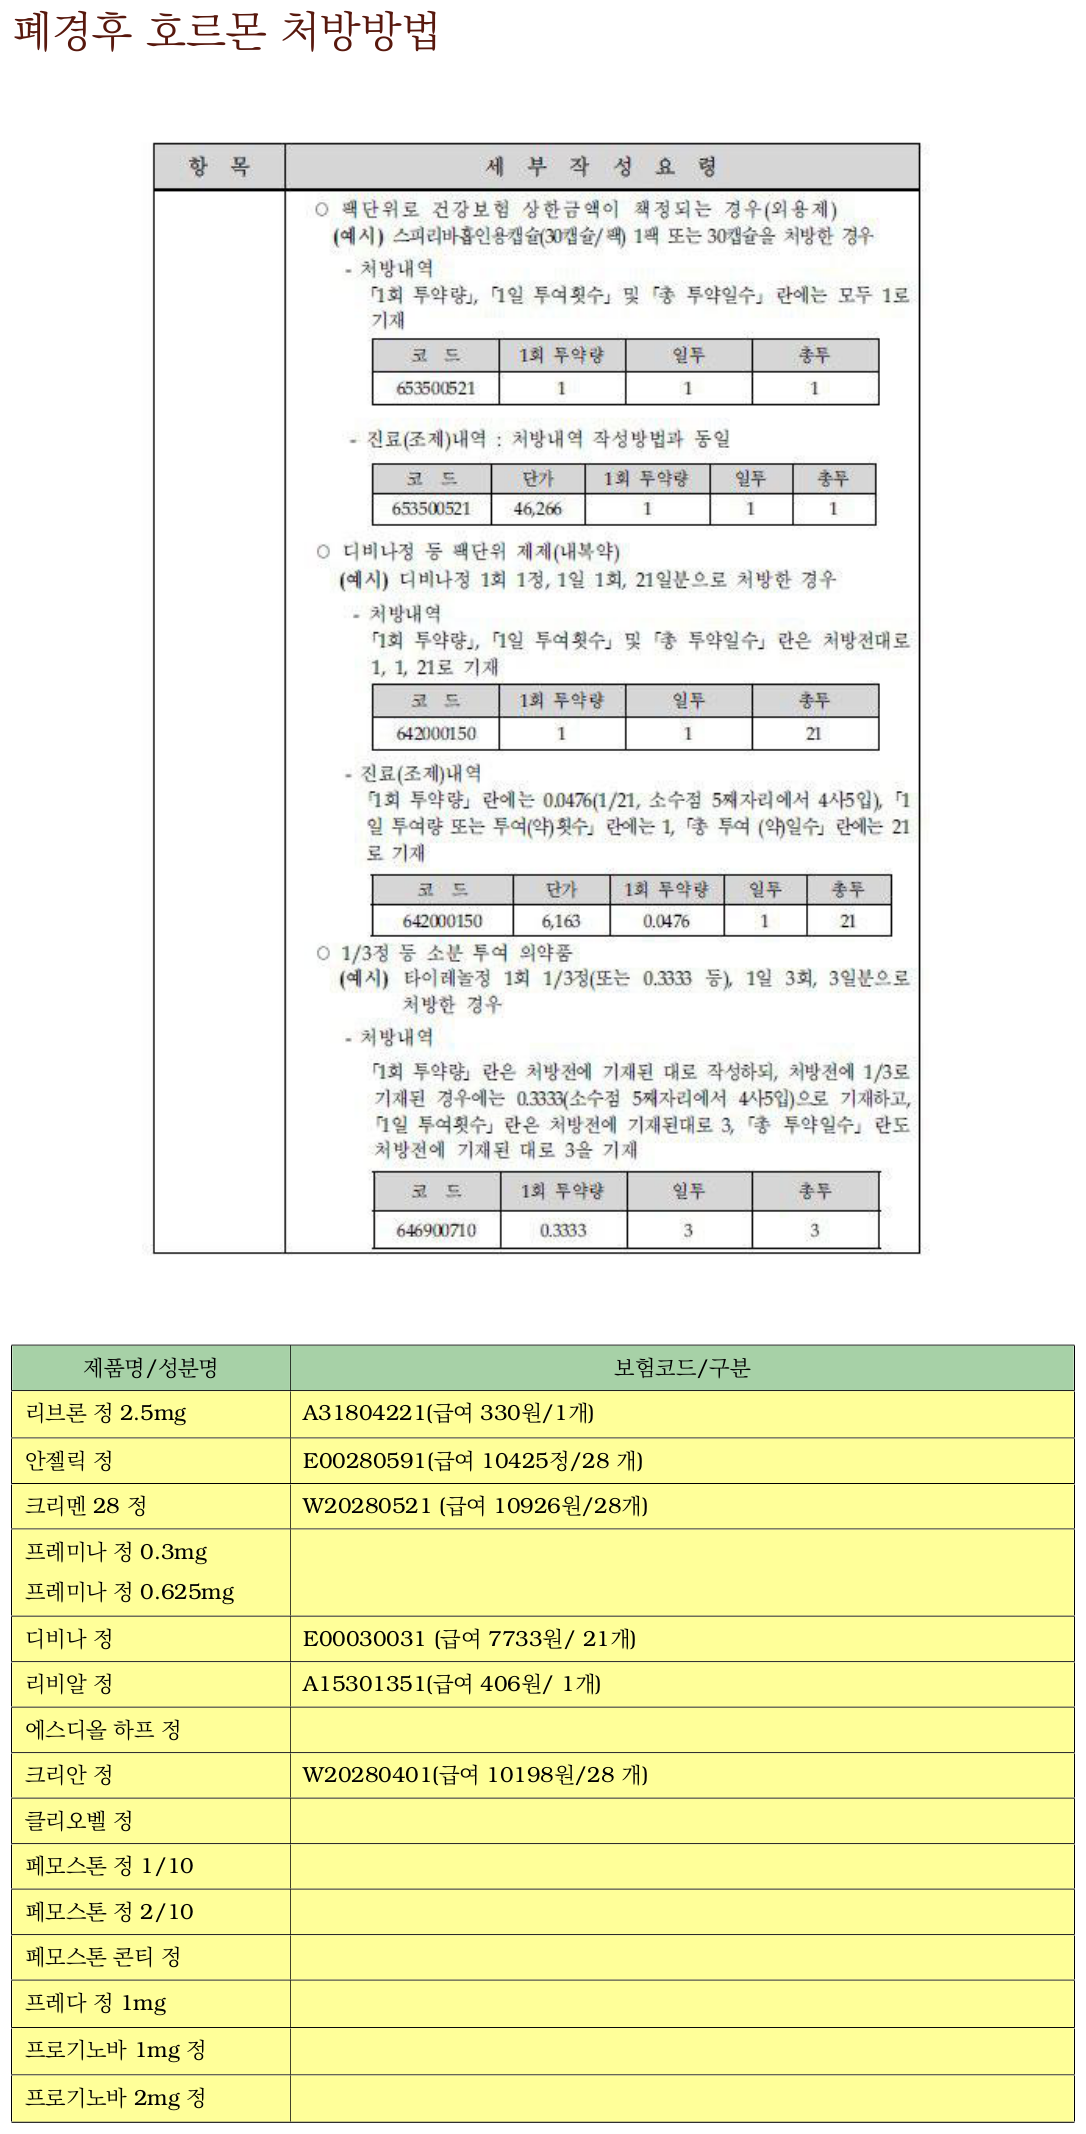 폐경후 호르몬 처방방법
항 목 세 부 작 성 요 령
○ 팩단위로 건강보험 상한금액이 책정되는 경우(외용제)
(예시) 스피리바흡인용캡슐(30캡슐/팩) 1팩 또는 30캡슐을 처방한 경우
- 처방내역
「1회 투약량」, 「1일 투여횟수」 및 「총 투약일수」 란에는 모두 1로
기재
코 드 1회 투약량 일투 총투
653500521 1 1 1
- 진료(조제)내역 : 처방내역 작성방법과 동일
코 드 단가 1회 투약량 일투 총투
653500521 46,266 1 1 1
○ 디비나정 등 팩단위 제제(내복약)
(예시) 디비나정 1회 1정, 1일 1회, 21일분으로 처방한 경우
- 처방내역
「1회 투약량」, 「1일 투여횟수」 및 「총 투약일수」 란은 처방전대로
1, 1, 21로 기재
코 드 1회 투약량 일투 총투
642000150 1 1 21
- 진료(조제)내역
「1회 투약량」 란에는 0.0476(1/21, 소수점 5째자리에서 4사5입), 「1
일 투여량 또는 투여(약)횟수」 란에는 1, 「총 투여 (약)일수」 란에는 21
로 기재
코 드 단가 1회 투약량 일투 총투
642000150 6,163 0.0476 1 21
○ 1/3정 등 소분 투여 의약품
(예시) 타이레놀정 1회 1/3정(또는 0.3333 등), 1일 3회, 3일분으로
처방한 경우
- 처방내역
「1회 투약량」 란은 처방전에 기재된 대로 작성하되, 처방전에 1/3로
기재된 경우에는 0.3333(소수점 5째자리에서 4사5입)으로 기재하고,
「1일 투여횟수」 란은 처방전에 기재된대로 3, 「총 투약일수」 란도
처방전에 기재된 대로 3을 기재
코 드 1회 투약량 일투 총투
646900710 0.3333 3 3
제품명/성분명 보험코드/구분
리브론 정 2.5mg A31804221(급여 330원/1개)
안젤릭 정 E00280591(급여 10425정/28 개)
크리멘 28 정 W20280521 (급여 10926원/28개)
프레미나 정 0.3mg
프레미나 정 0.625mg
디비나 정 E00030031 (급여 7733원/ 21개)
리비알 정 A15301351(급여 406원/ 1개)
에스디올 하프 정
크리안 정 W20280401(급여 10198원/28 개)
클리오벨 정
페모스톤 정 1/10
페모스톤 정 2/10
페모스톤 콘티 정
프레다 정 1mg
프로기노바 1mg 정
프로기노바 2mg 정